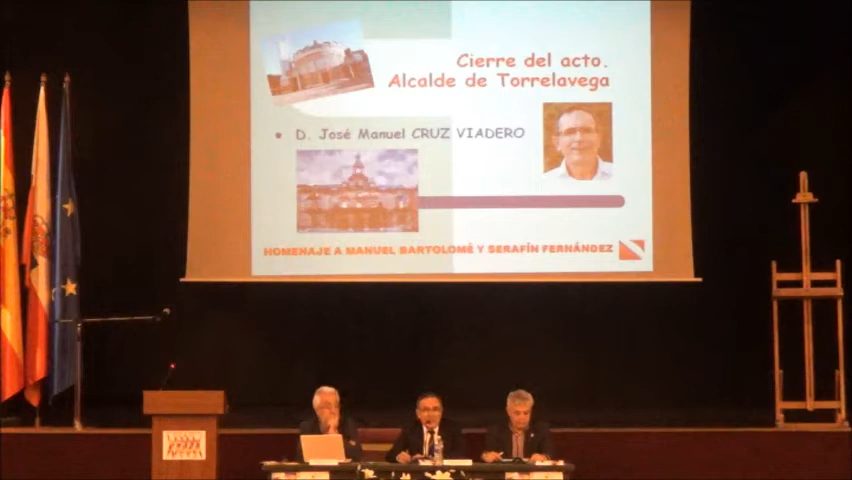 Cierre del acto.
Alcalde de Torrelavega
• D. José Manuel CRUZ VIADERO
HOMENAJE A MANUEL BARTOLOMÉ Y SERAFÍN FERNÁNDEZ